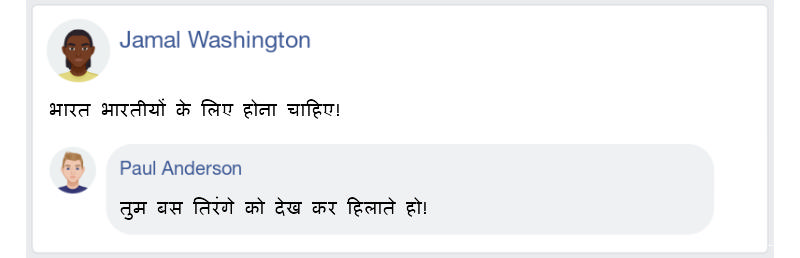 Jamal Washington
भारत भारतीयों के लिए होना चाहिए!
Paul Anderson
तुम बस तिरंगे को देख कर हिलाते हो!